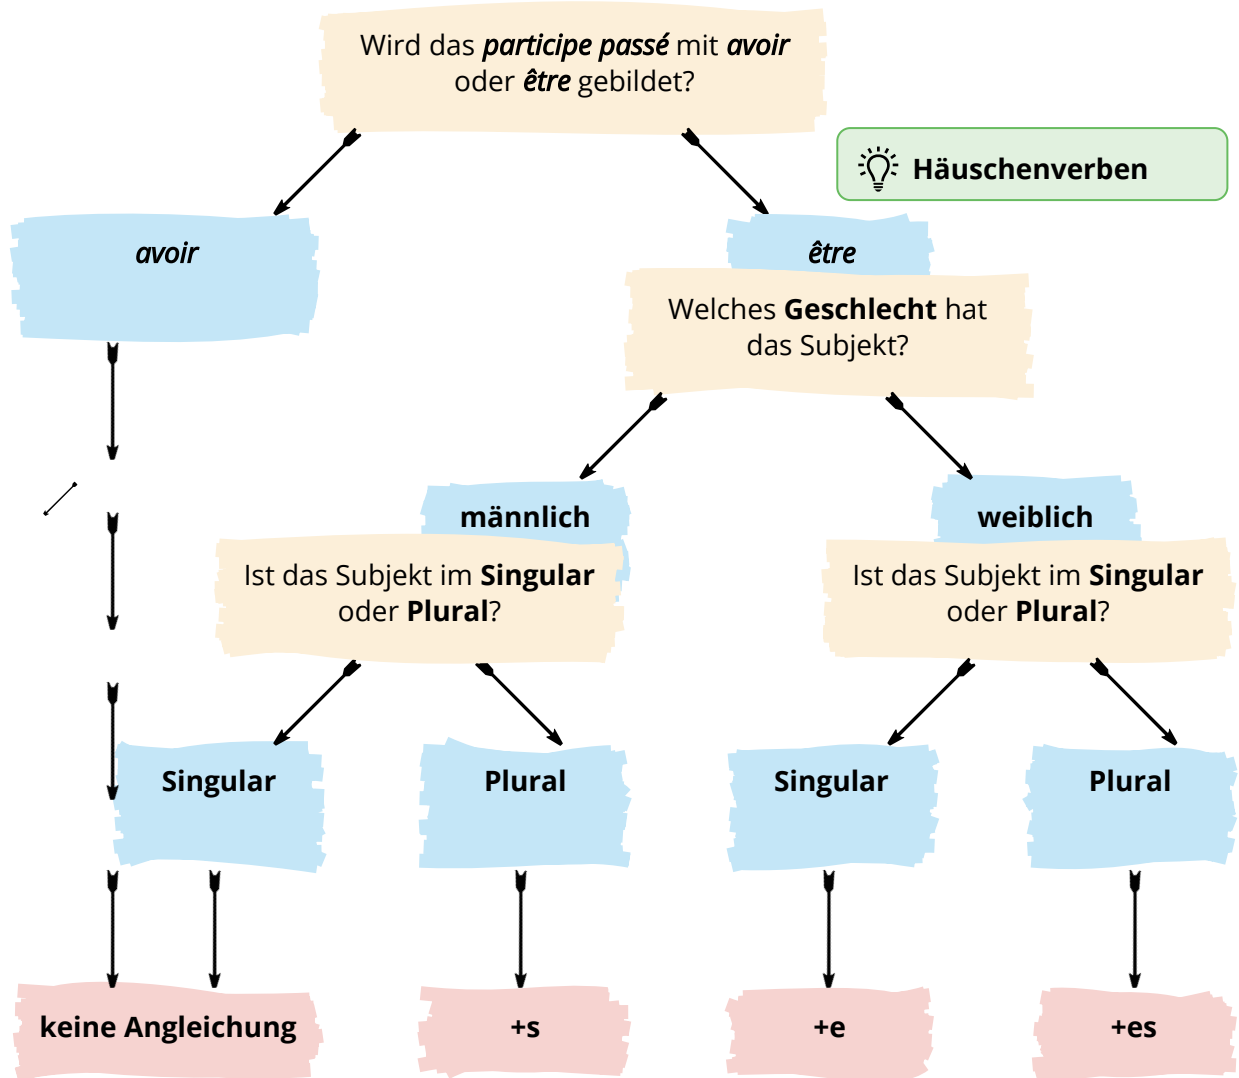 Wird das participe passé mit avoir
oder être gebildet?
Häuschenverben
avoir
être
Welches Geschlecht hat
das Subjekt?
männlich
weiblich
Ist das Subjekt im Singular
oder Plural?
Ist das Subjekt im Singular
oder Plural?
Singular
Plural
Singular
Plural
keine Angleichung
+s
+e
+es